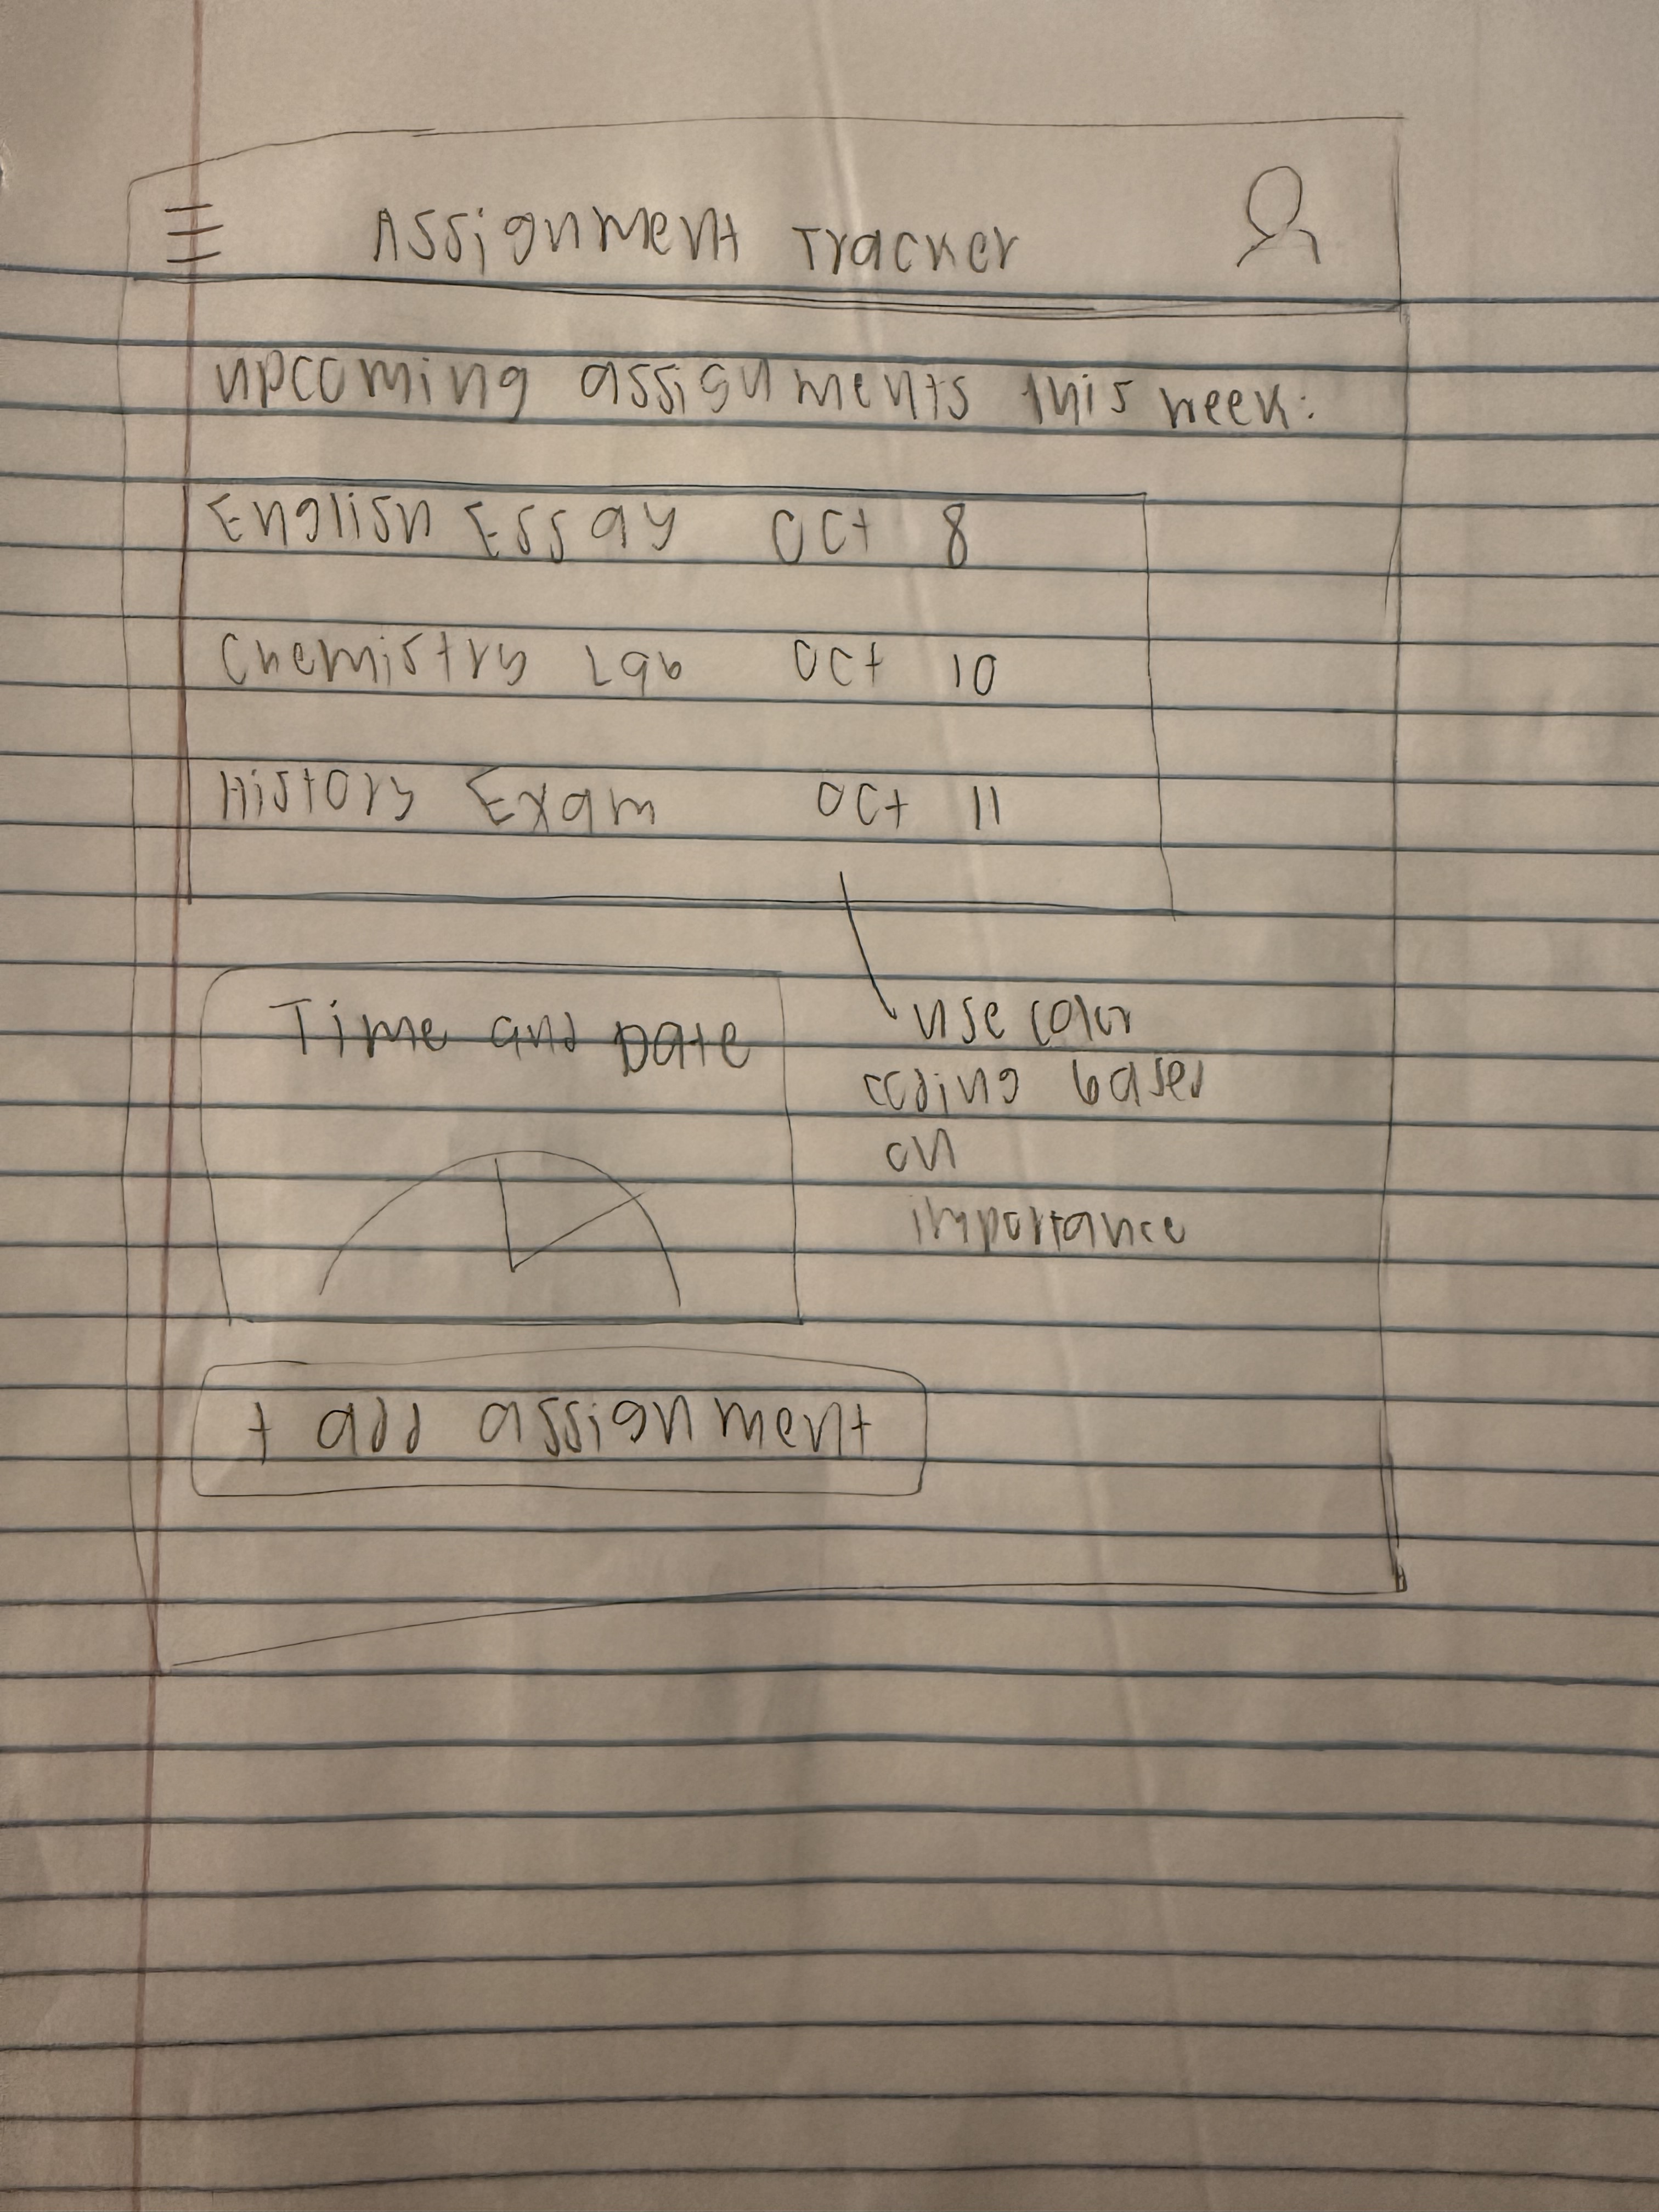 Assignment Tracker
upcoming assignments this week:
English Essay Oct 8
Chemistry Lab Oct 10
History Exam Oct 11
Time and Date
use color
coding based
on
importance
+ add assignment